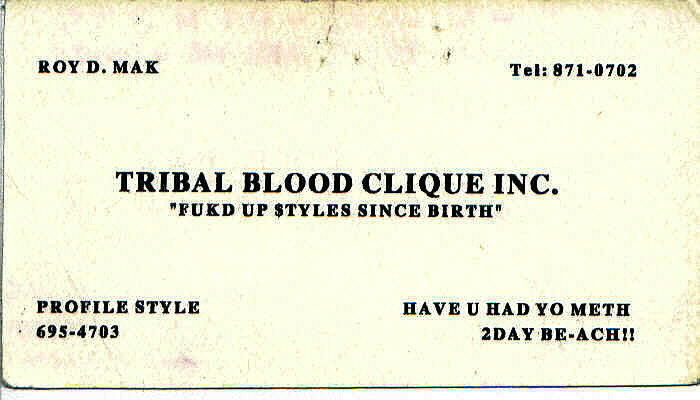 ROY D. MAK
Tel: 871-0702
TRIBAL BLOOD CLIQUE INC.
"FUKD UP $TYLES SINCE BIRTH"
PROFILE STYLE
695-4703
HAVE U HAD YO METH
2DAY BE-ACH!!